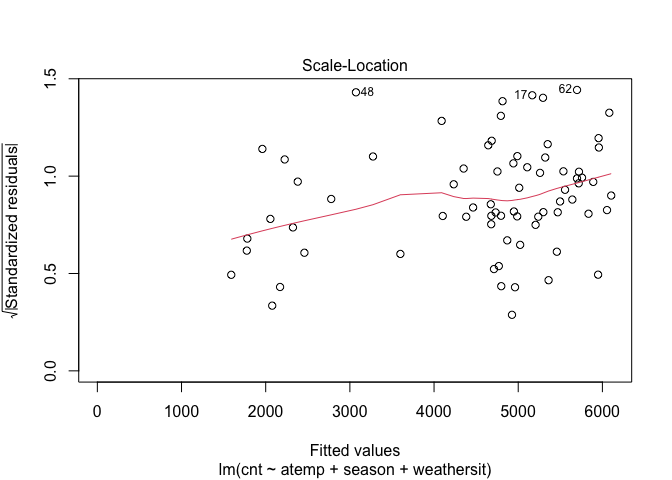 Scale-Location
√|Standardized residuals|
1.5
1.0
0.5
0.0
48
17
62
0 1000 2000 3000 4000 5000 6000
Fitted values
lm(cnt ~ atemp + season + weathersit)